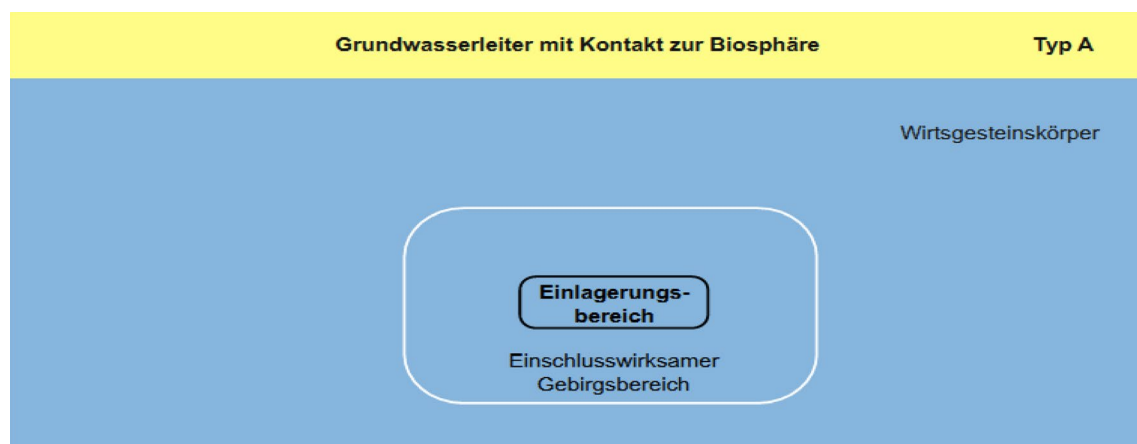 Grundwasserleiter mit Kontakt zur Biosphäre Typ A
Wirtsgesteinskörper
Einlagerungs-
bereich
Einschlusswirksamer
Gebirgsbereich